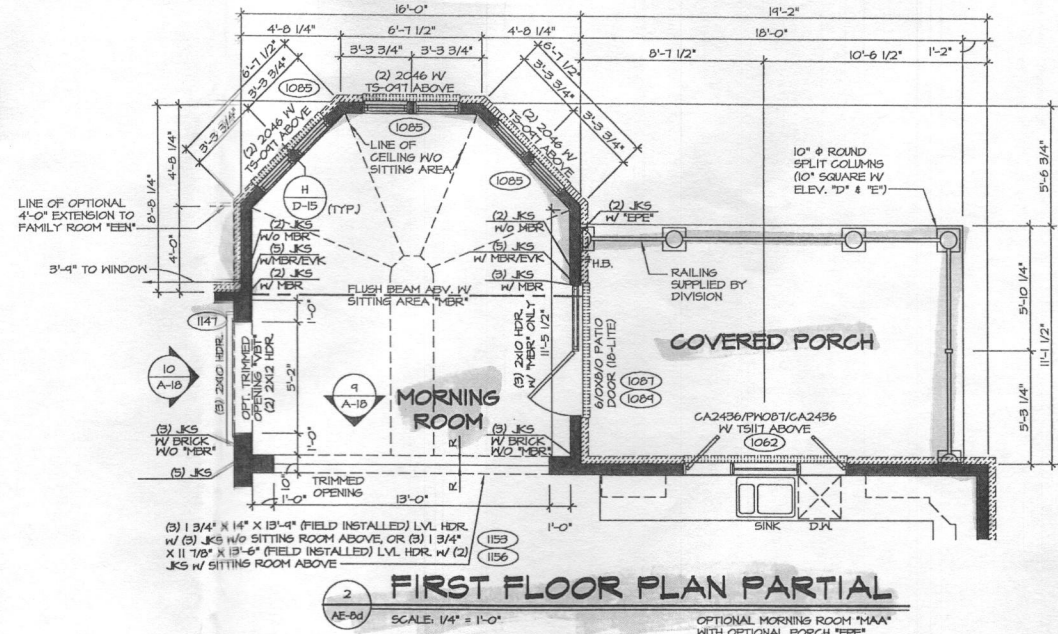 16'-0"
19'-2"
4'-8 1/4"
6'-7 1/2"
4'-8 1/4"
18'-0"
3'-3 3/4"
3'-3 3/4"
8'-7 1/2"
10'-6 1/2"
1'-2"
6'-7 1/2"
3'-3 3/4"
3'-3 3/4"
1085
(2) 2046 W/
TS-097 ABOVE
(2) 2046 W/
TS-097 ABOVE
1085
(2) 2046 W/
TS-097 ABOVE
1085
6'-7 1/2"
3'-3 3/4"
8'-8 1/4"
4'-8 1/4"
4'-0"
LINE OF
CEILING W/O
SITTING AREA
H
D-15
(TYP.)
10" Φ ROUND
SPLIT COLUMNS
(10" SQUARE W/
ELEV. "D" & "E")
5'-6 3/4"
LINE OF OPTIONAL
4'-0" EXTENSION TO
FAMILY ROOM "EEN"
3'-9" TO WINDOW
(2) JKS
W/O MBR
(5) JKS
W/MBR/EVK
(2) JKS
W/ MBR
(2) JKS
W/O MBR
(5) JKS
W/MBR/EVK
(3) JKS
W/ MBR
(2) JKS
W/ "EPE"
H.B.
RAILING
SUPPLIED BY
DIVISION
FLUSH BEAM ABV. W/
SITTING AREA "MBR"
5'-10 1/4"
11'-1 1/2"
5'-3 1/4"
1147
10
A-18
(3) 2X10 HDR.
OPT. TRIMMED
OPENING "VBT"
(2) 2X12 HDR.
1'-0"
5'-2"
1'-0"
9
A-18
MORNING
ROOM
(3) 2X10 HDR.
W/ "MBR" ONLY
11'-5 1/2"
6/0X8/0 PATIO
DOOR (18-LITE)
1087
1089
COVERED PORCH
CA2436/PW087/CA2436
W/ TS117 ABOVE
1062
(3) JKS
W/ BRICK
W/O "MBR"
(5) JKS
(3) JKS
W/ BRICK
W/O "MBR"
R
R
10"
TRIMMED
OPENING
1'-0"
13'-0"
1'-0"
SINK
D.W.
(3) 1 3/4" X 14" X 13'-9" (FIELD INSTALLED) LVL HDR.
W/ (3) JKS W/O SITTING ROOM ABOVE, OR (3) 1 3/4"
X 11 7/8" X 13'-6" (FIELD INSTALLED) LVL HDR. W/ (2)
JKS W/ SITTING ROOM ABOVE
1153
1156
2
AE-8d
FIRST FLOOR PLAN PARTIAL
SCALE: 1/4" = 1'-0"
OPTIONAL MORNING ROOM "MAA"
WITH OPTIONAL PORCH "EPE"